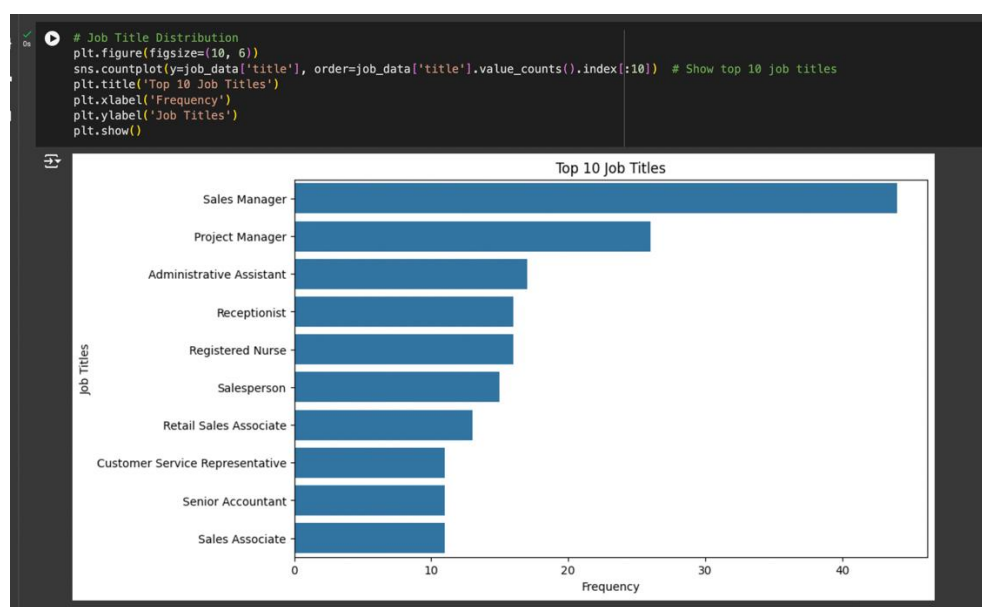 0s
# Job Title Distribution
plt.figure(figsize=(10, 6))
sns.countplot(y=job_data['title'], order=job_data['title'].value_counts().index[:10])  # Show top 10 job titles
plt.title('Top 10 Job Titles')
plt.xlabel('Frequency')
plt.ylabel('Job Titles')
plt.show()
Top 10 Job Titles
Sales Manager
Project Manager
Administrative Assistant
Receptionist
Registered Nurse
Salesperson
Retail Sales Associate
Customer Service Representative
Senior Accountant
Sales Associate
Job Titles
0 10 20 30 40
Frequency